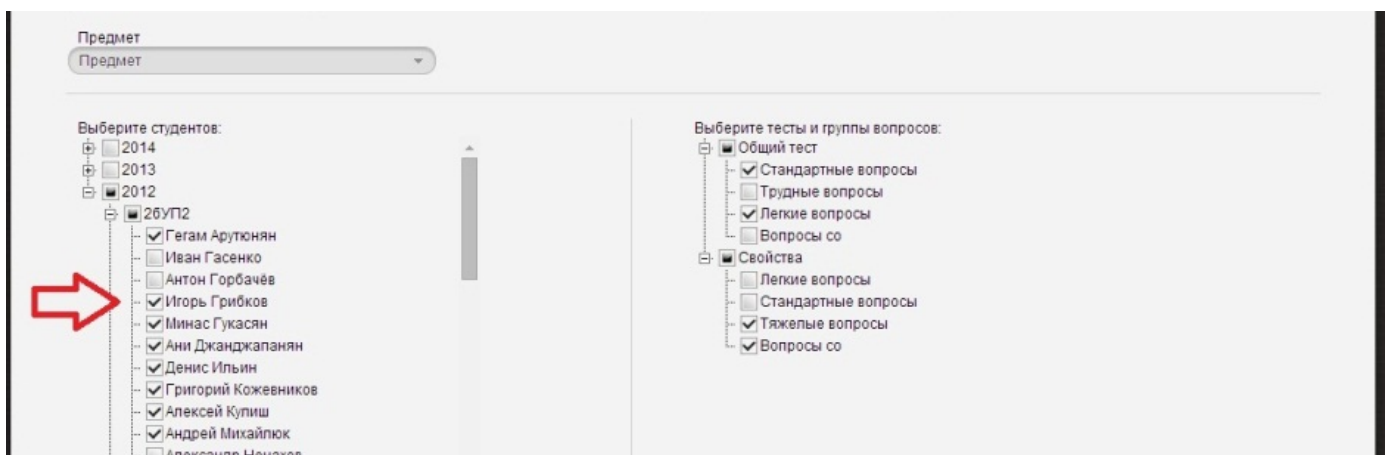 Предмет
Предмет
Выберите студентов:
2014
2013
2012
2бУП2
Гегам Арутюнян
Иван Гасенко
Антон Горбачёв
Игорь Грибков
Минас Гукасян
Ани Джанджапанян
Денис Ильин
Григорий Кожевников
Алексей Купиш
Андрей Михайлюк
Александр
Выберите тесты и группы вопросов:
Общий тест
Стандартные вопросы
Трудные вопросы
Легкие вопросы
Вопросы со
Свойства
Легкие вопросы
Стандартные вопросы
Тяжелые вопросы
Вопросы со